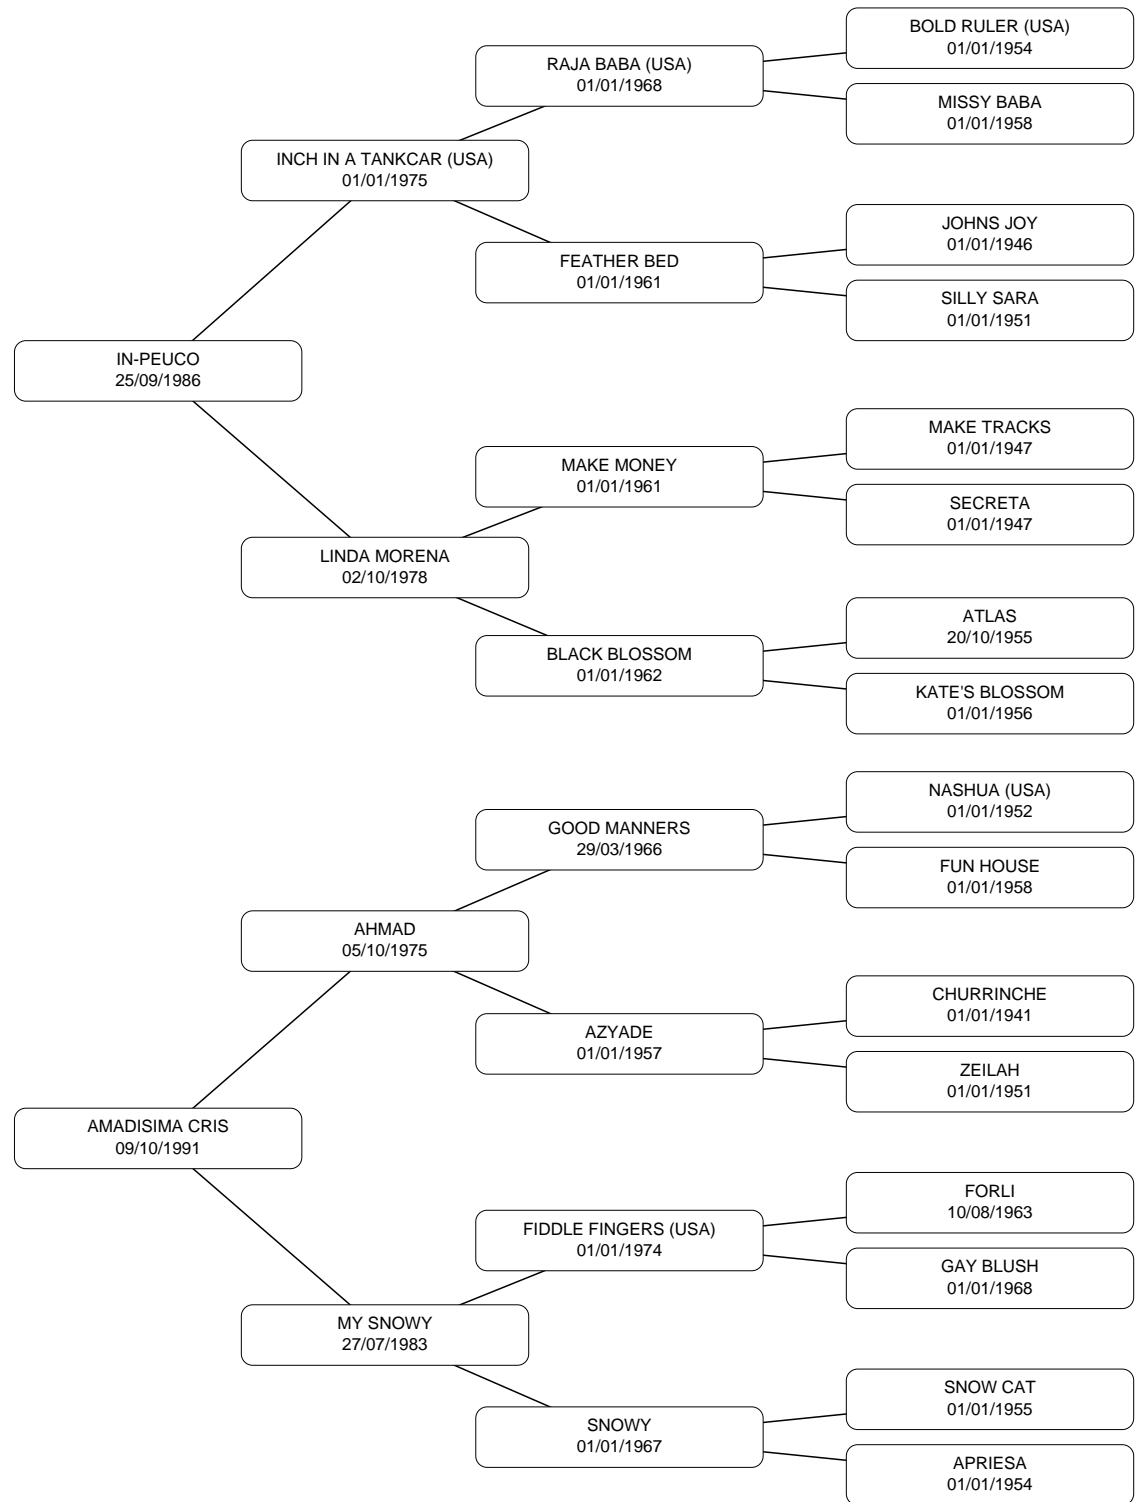 BOLD RULER (USA)
01/01/1954
RAJA BABA (USA)
01/01/1968
MISSY BABA
01/01/1958
INCH IN A TANKCAR (USA)
01/01/1975
JOHNS JOY
01/01/1946
FEATHER BED
01/01/1961
SILLY SARA
01/01/1951
IN-PEUCO
25/09/1986
MAKE TRACKS
01/01/1947
MAKE MONEY
01/01/1961
SECRETA
01/01/1947
LINDA MORENA
02/10/1978
ATLAS
20/10/1955
BLACK BLOSSOM
01/01/1962
KATE'S BLOSSOM
01/01/1956
NASHUA (USA)
01/01/1952
GOOD MANNERS
29/03/1966
FUN HOUSE
01/01/1958
AHMAD
05/10/1975
CHURRINCHE
01/01/1941
AZYADE
01/01/1957
ZEILAH
01/01/1951
AMADISIMA CRIS
09/10/1991
FORLI
10/08/1963
FIDDLE FINGERS (USA)
01/01/1974
GAY BLUSH
01/01/1968
MY SNOWY
27/07/1983
SNOW CAT
01/01/1955
SNOWY
01/01/1967
APRIESA
01/01/1954